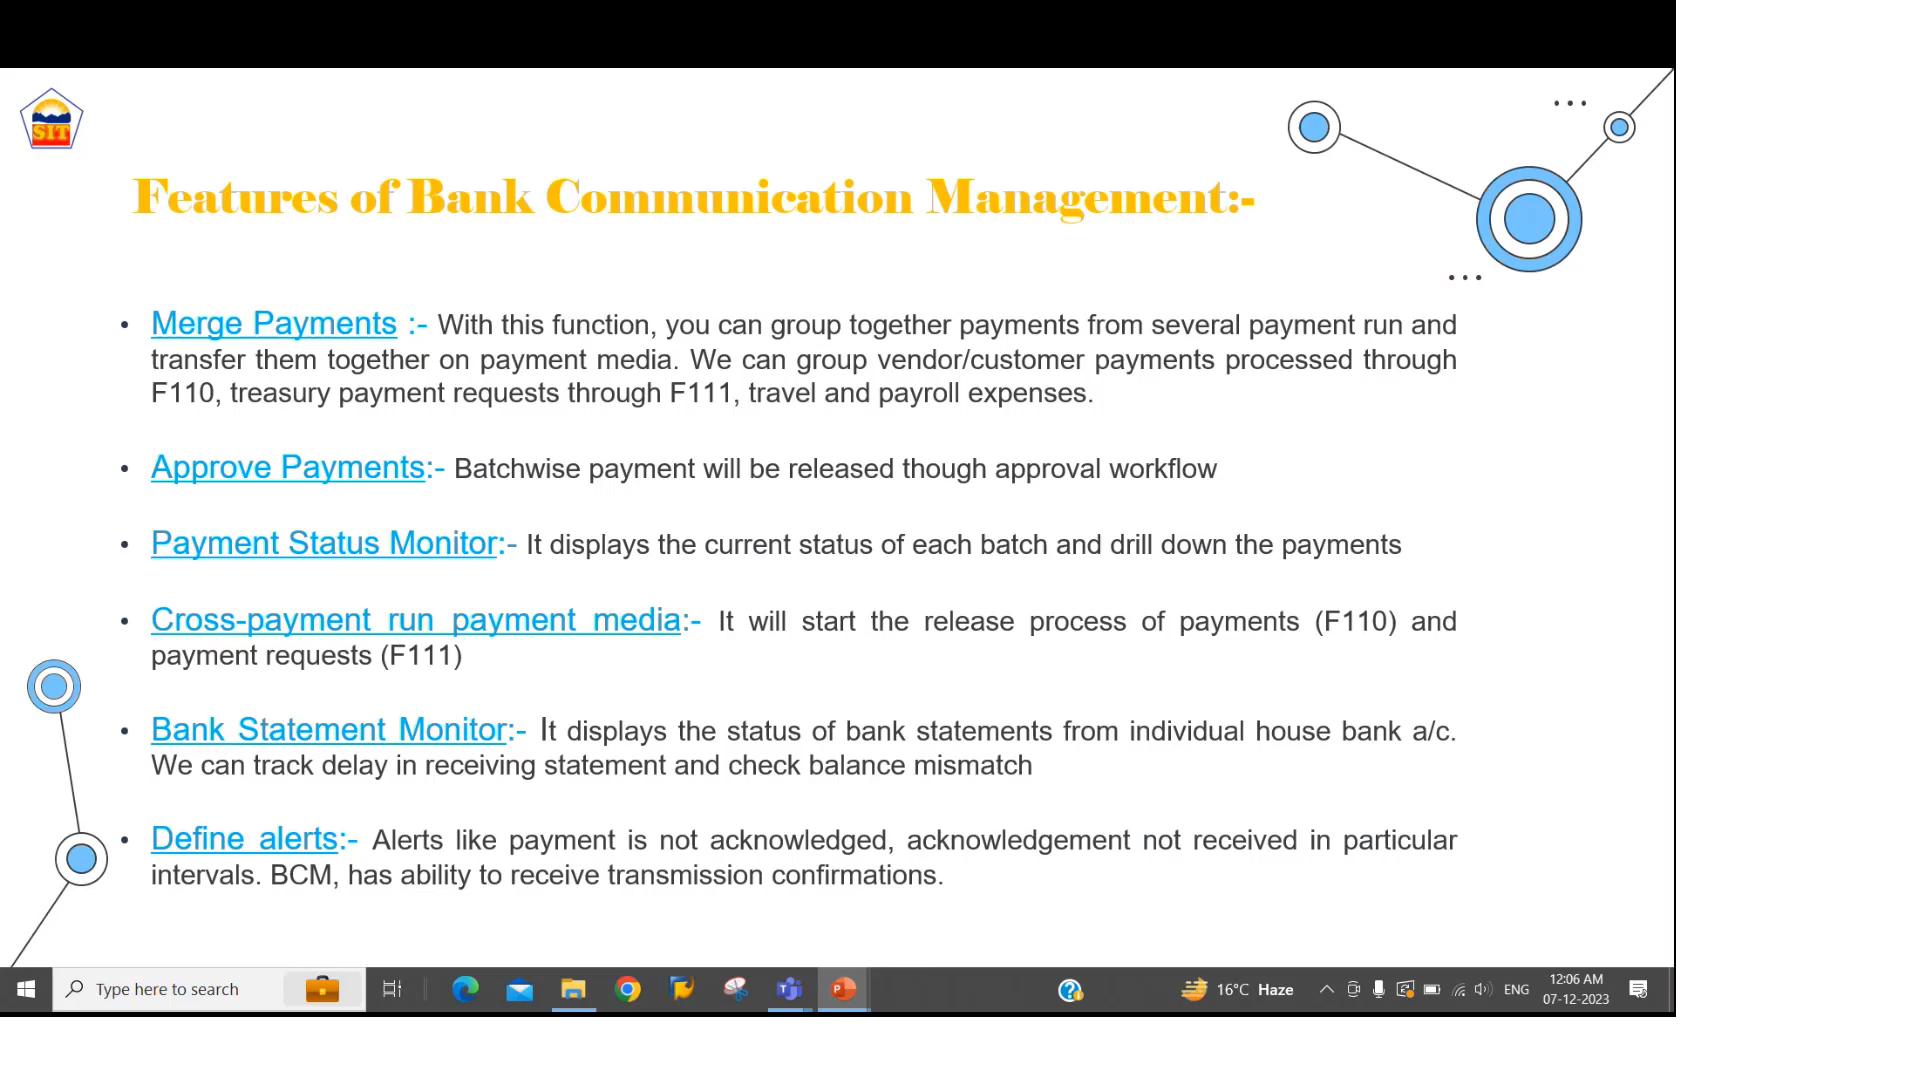 SIT
Features of Bank Communication Management:-
• Merge Payments :- With this function, you can group together payments from several payment run and
transfer them together on payment media. We can group vendor/customer payments processed through
F110, treasury payment requests through F111, travel and payroll expenses.
• Approve Payments:- Batchwise payment will be released though approval workflow
• Payment Status Monitor:- It displays the current status of each batch and drill down the payments
• Cross-payment run payment media:- It will start the release process of payments (F110) and
payment requests (F111)
• Bank Statement Monitor:- It displays the status of bank statements from individual house bank a/c.
We can track delay in receiving statement and check balance mismatch
• Define alerts:- Alerts like payment is not acknowledged, acknowledgement not received in particular
intervals. BCM, has ability to receive transmission confirmations.
Type here to search
16°C Haze
ENG
12:06 AM
07-12-2023